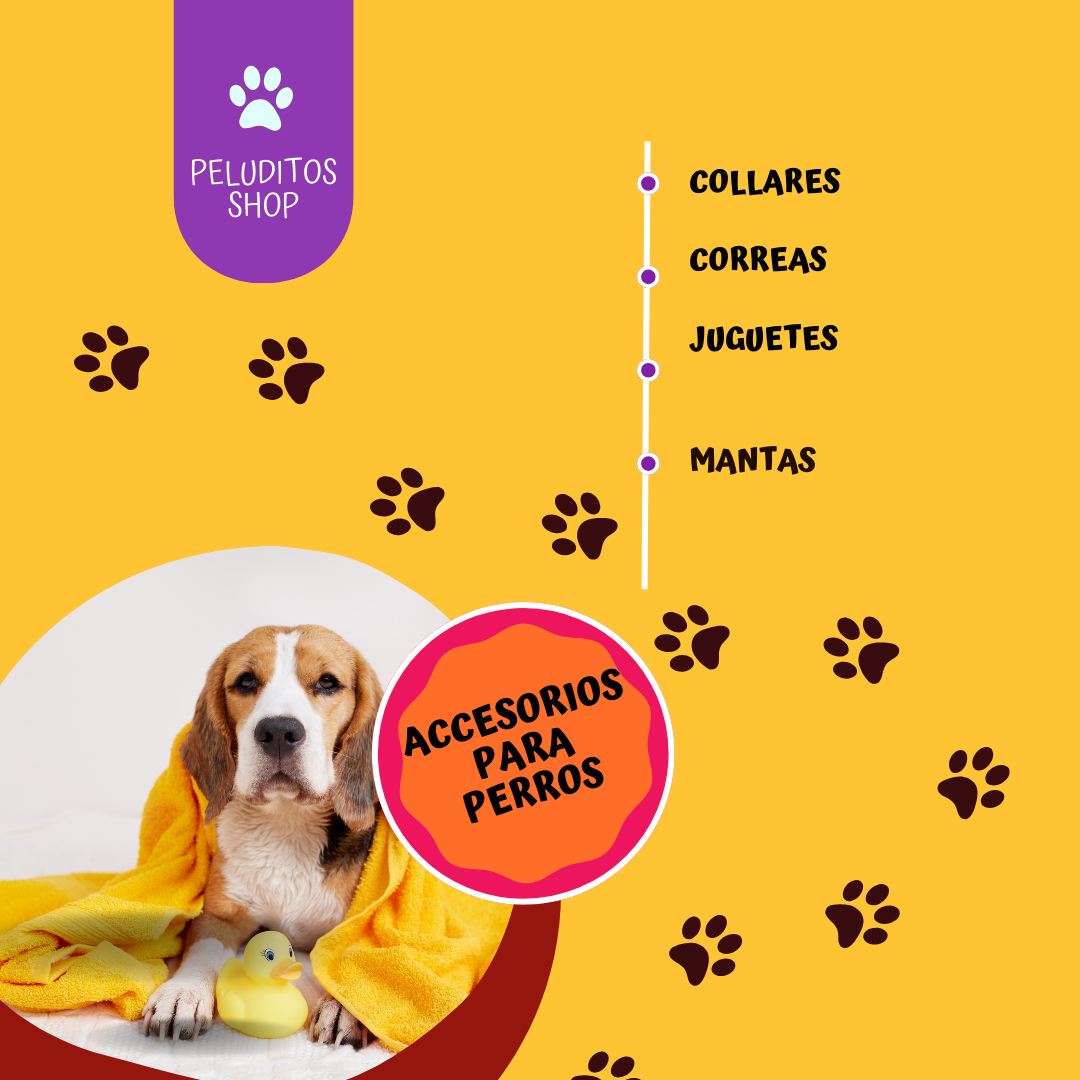 PELUDITOS
SHOP
COLLARES
CORREAS
JUGUETES
MANTAS
ACCESORIOS
PARA
PERROS